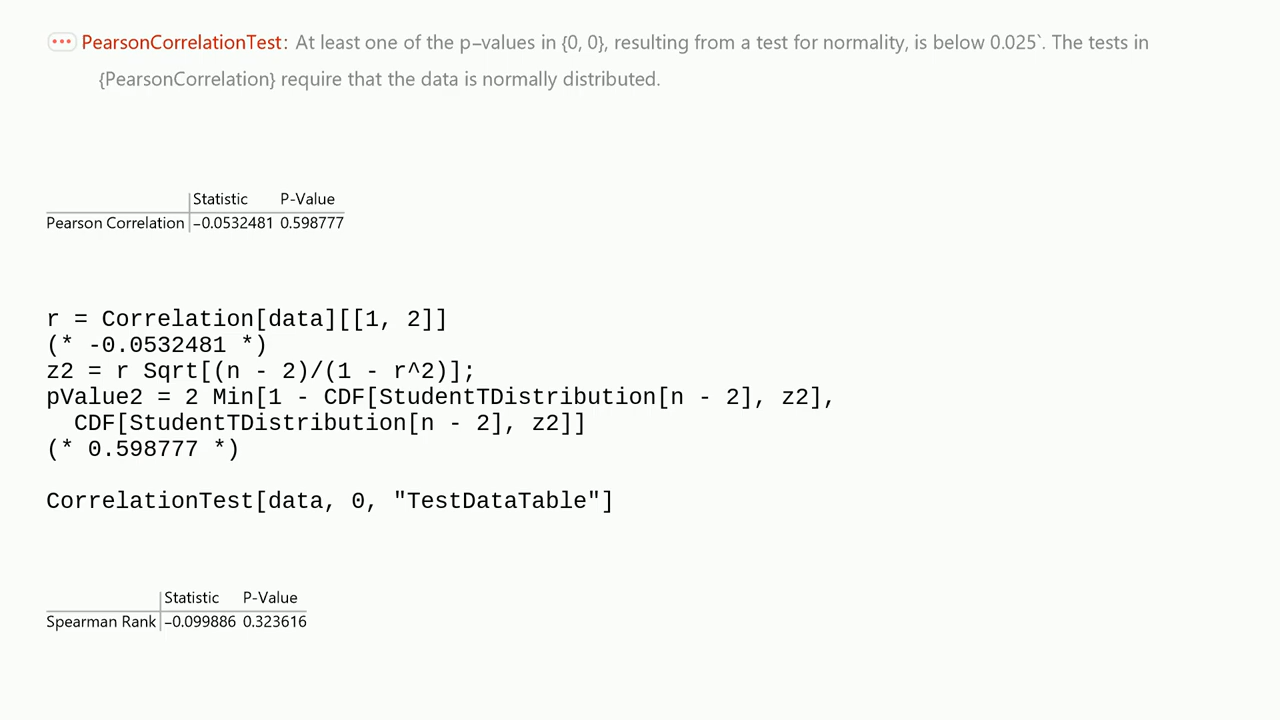 PearsonCorrelationTest: At least one of the p–values in {0, 0}, resulting from a test for normality, is below 0.025`. The tests in
{PearsonCorrelation} require that the data is normally distributed.
Statistic P-Value
Pearson Correlation –0.0532481 0.598777
r = Correlation[data][[1, 2]]
(* -0.0532481 *)
z2 = r Sqrt[(n - 2)/(1 - r^2)];
pValue2 = 2 Min[1 - CDF[StudentTDistribution[n - 2], z2],
CDF[StudentTDistribution[n - 2], z2]]
(* 0.598777 *)
CorrelationTest[data, 0, "TestDataTable"]
Statistic P-Value
Spearman Rank –0.099886 0.323616